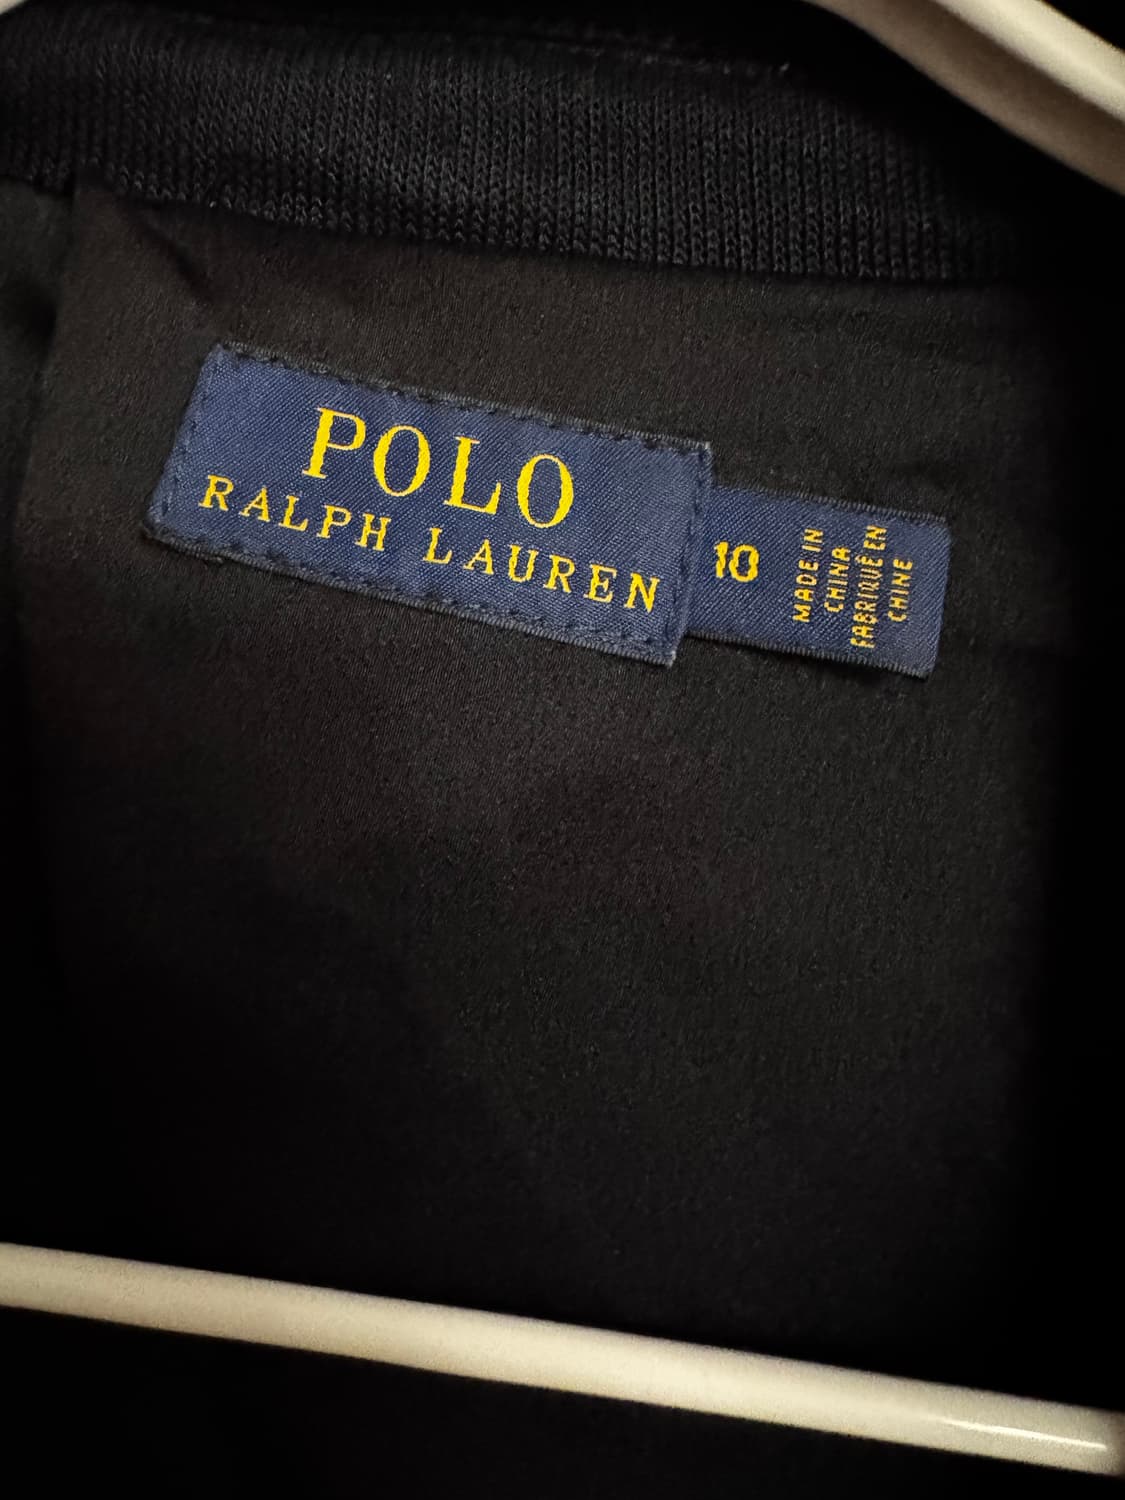 POLO
RALPH LAUREN
10
MADE IN
CHINA
FABRIQUÉ EN
CHINE